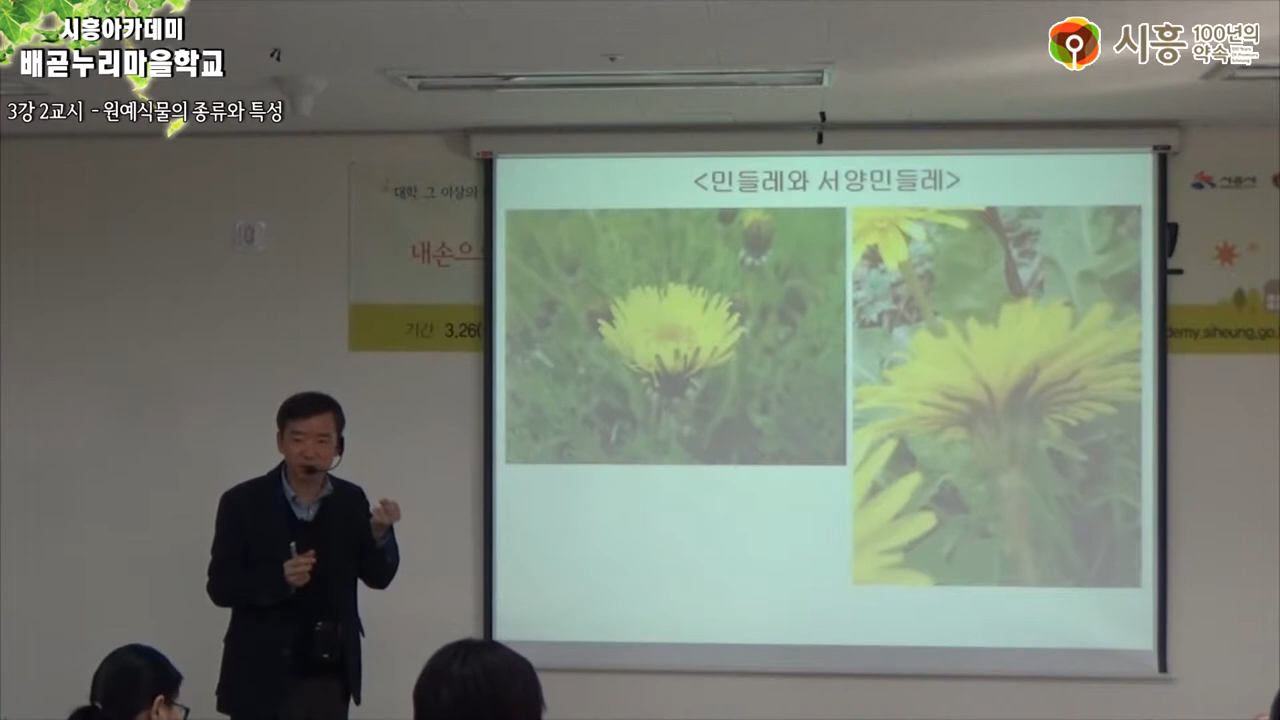 시흥아카데미
배곧누리마을학교
3강 2교시 - 원예식물의 종류와 특성
시흥 100년의
약속
<민들레와 서양민들레>
대학 그 이상의
내손으
기간 3.26(
시흥시
demy.siheung.go